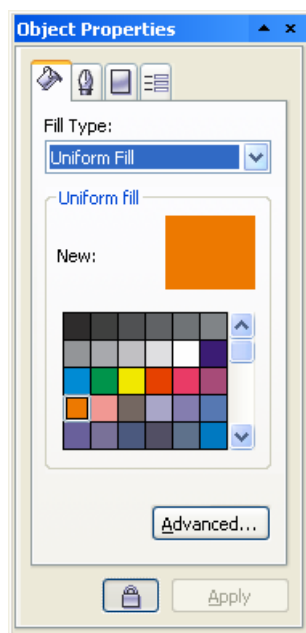 Object Properties
Fill Type:
Uniform Fill
Uniform fill
New:
Advanced...
Apply